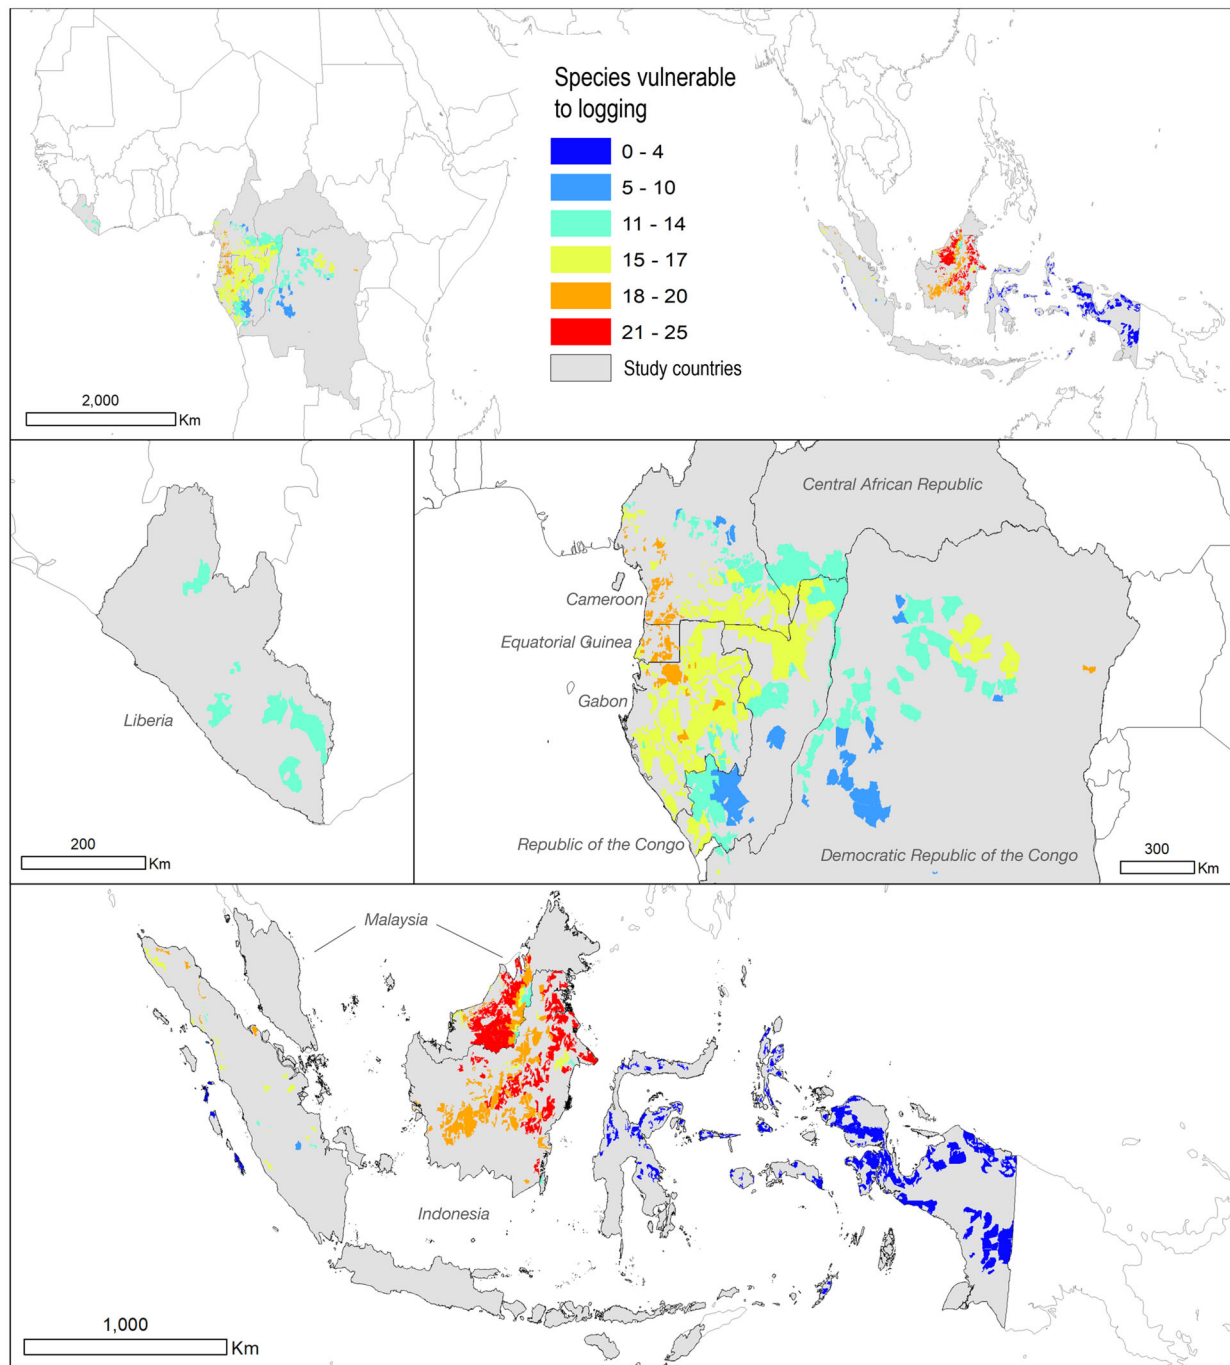 Species vulnerable
to logging
0 - 4
5 - 10
11 - 14
15 - 17
18 - 20
21 - 25
Study countries
2,000
Km
Liberia
200
Km
Central African Republic
Cameroon
Equatorial Guinea
Gabon
Republic of the Congo
Democratic Republic of the Congo
300
Km
Malaysia
Indonesia
1,000
Km